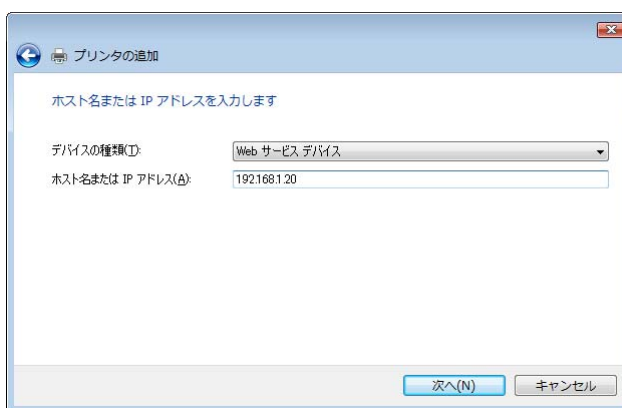 プリンタの追加
ホスト名または IP アドレスを入力します
デバイスの種類(T): Web サービス デバイス
ホスト名または IP アドレス(A): 192.168.1.20
次へ(N) キャンセル